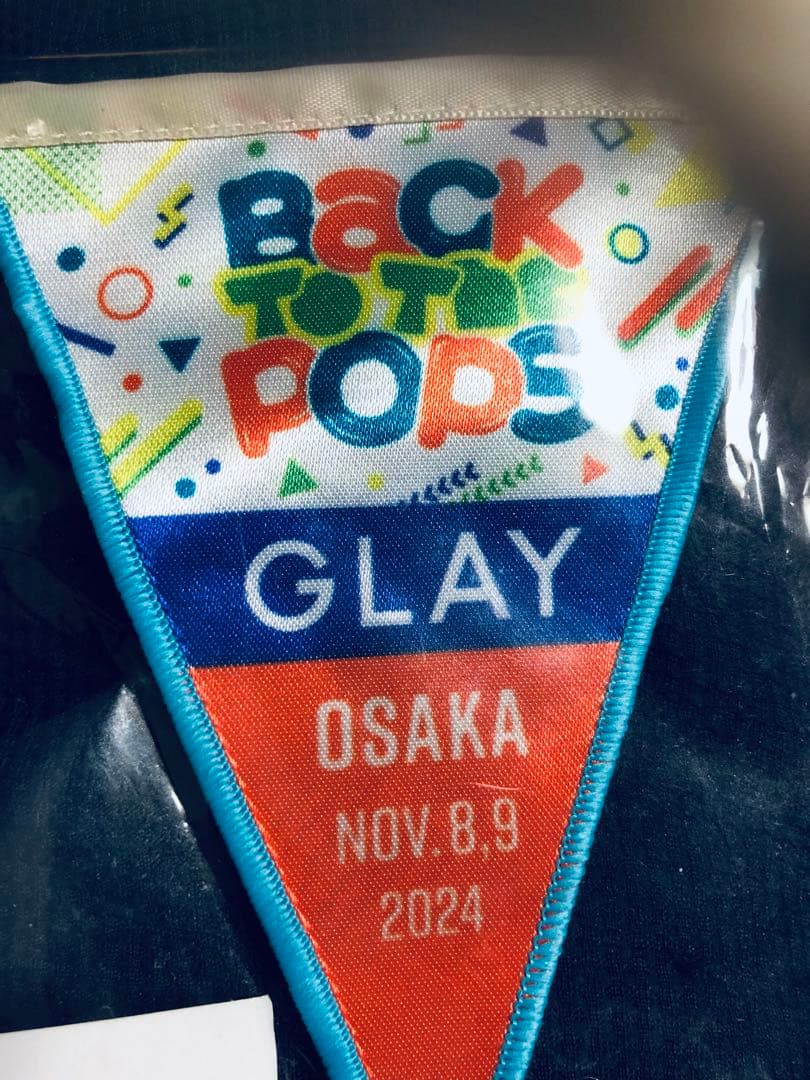 BACK
TO THE
POPS
GLAY
OSAKA
NOV. 8, 9
2024